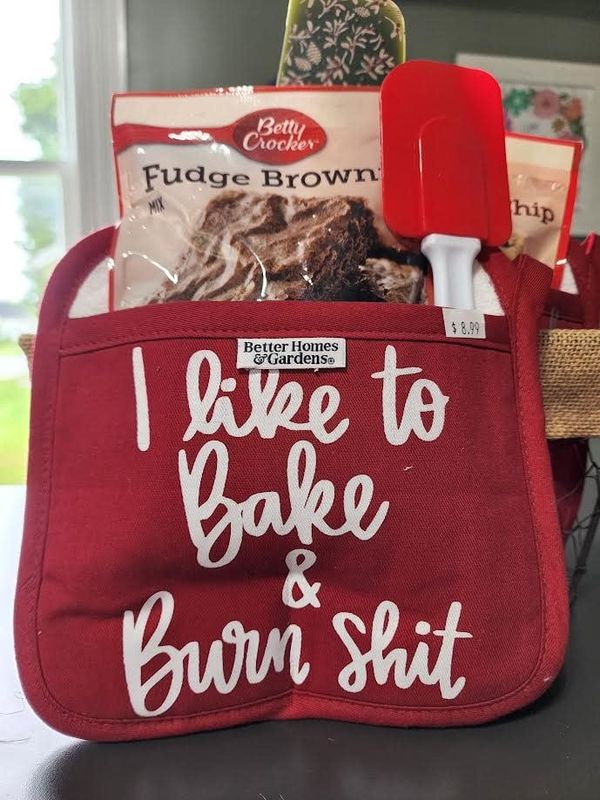 Betty
Crocker
Fudge Brown
MIX
hip
$8.99
Better Homes
&Gardens®
I like to
Bake
&
Burn shit